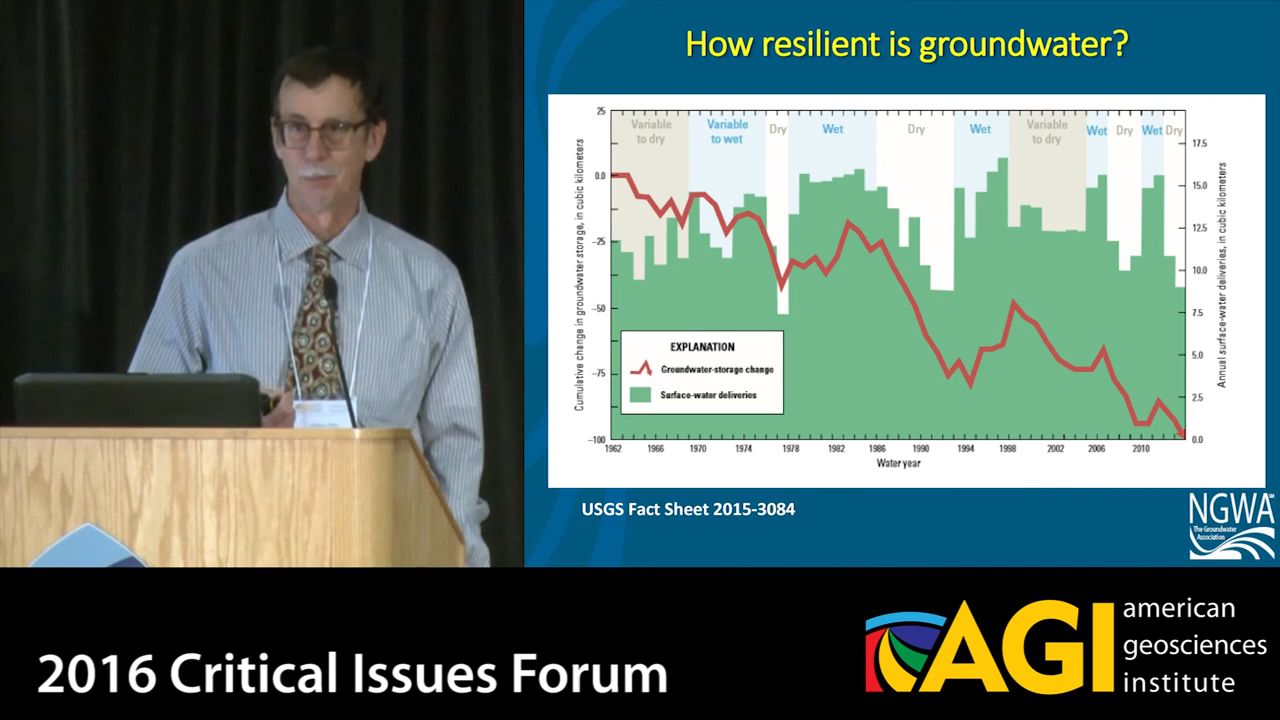 How resilient is groundwater?
25
0.0
−25
−50
−75
−100
Cumulative change in groundwater storage, in cubic kilometers
Variable
to dry
Variable
to wet
Dry
Wet
Dry
Wet
Variable
to dry
Wet
Dry
Wet
Dry
17.5
15.0
12.5
10.0
7.5
5.0
2.5
0.0
Annual surface-water deliveries, in cubic kilometers
EXPLANATION
Groundwater-storage change
Surface-water deliveries
1962 1966 1970 1974 1978 1982 1986 1990 1994 1998 2002 2006 2010
Water year
USGS Fact Sheet 2015-3084
NGWA
The Groundwater
Association
2016 Critical Issues Forum
AGI
american
geosciences
institute